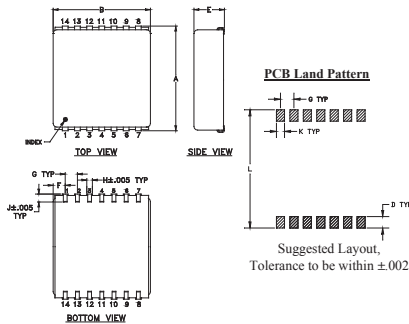 B
E
14 13 12 11 10 9 8
A
INDEX
1 2 3 4 5 6 7
TOP VIEW
SIDE VIEW
PCB Land Pattern
G TYP
K TYP
L
D TYP
Suggested Layout,
Tolerance to be within ±.002
G TYP
F
H±.005
TYP
1 2 3 4 5 6 7
J±.005
TYP
14 13 12 11 10 9 8
BOTTOM VIEW